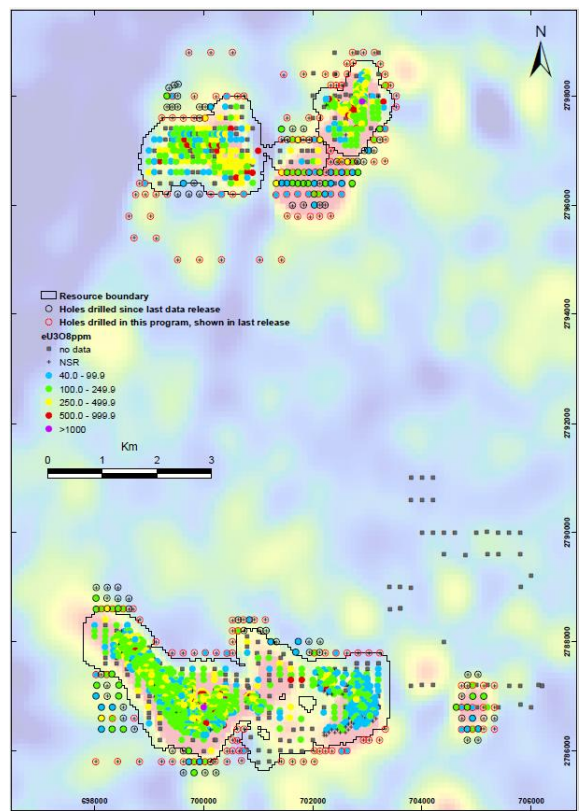 N
2798000
2796000
2794000
Resource boundary
Holes drilled since last data release
Holes drilled in this program, shown in last release
eU3O8ppm
no data
NSR
40.0 - 99.9
100.0 - 249.9
250.0 - 499.9
500.0 - 999.9
>1000
2792000
Km
0 1 2 3
2790000
2788000
2786000
698000 700000 702000 704000 706000